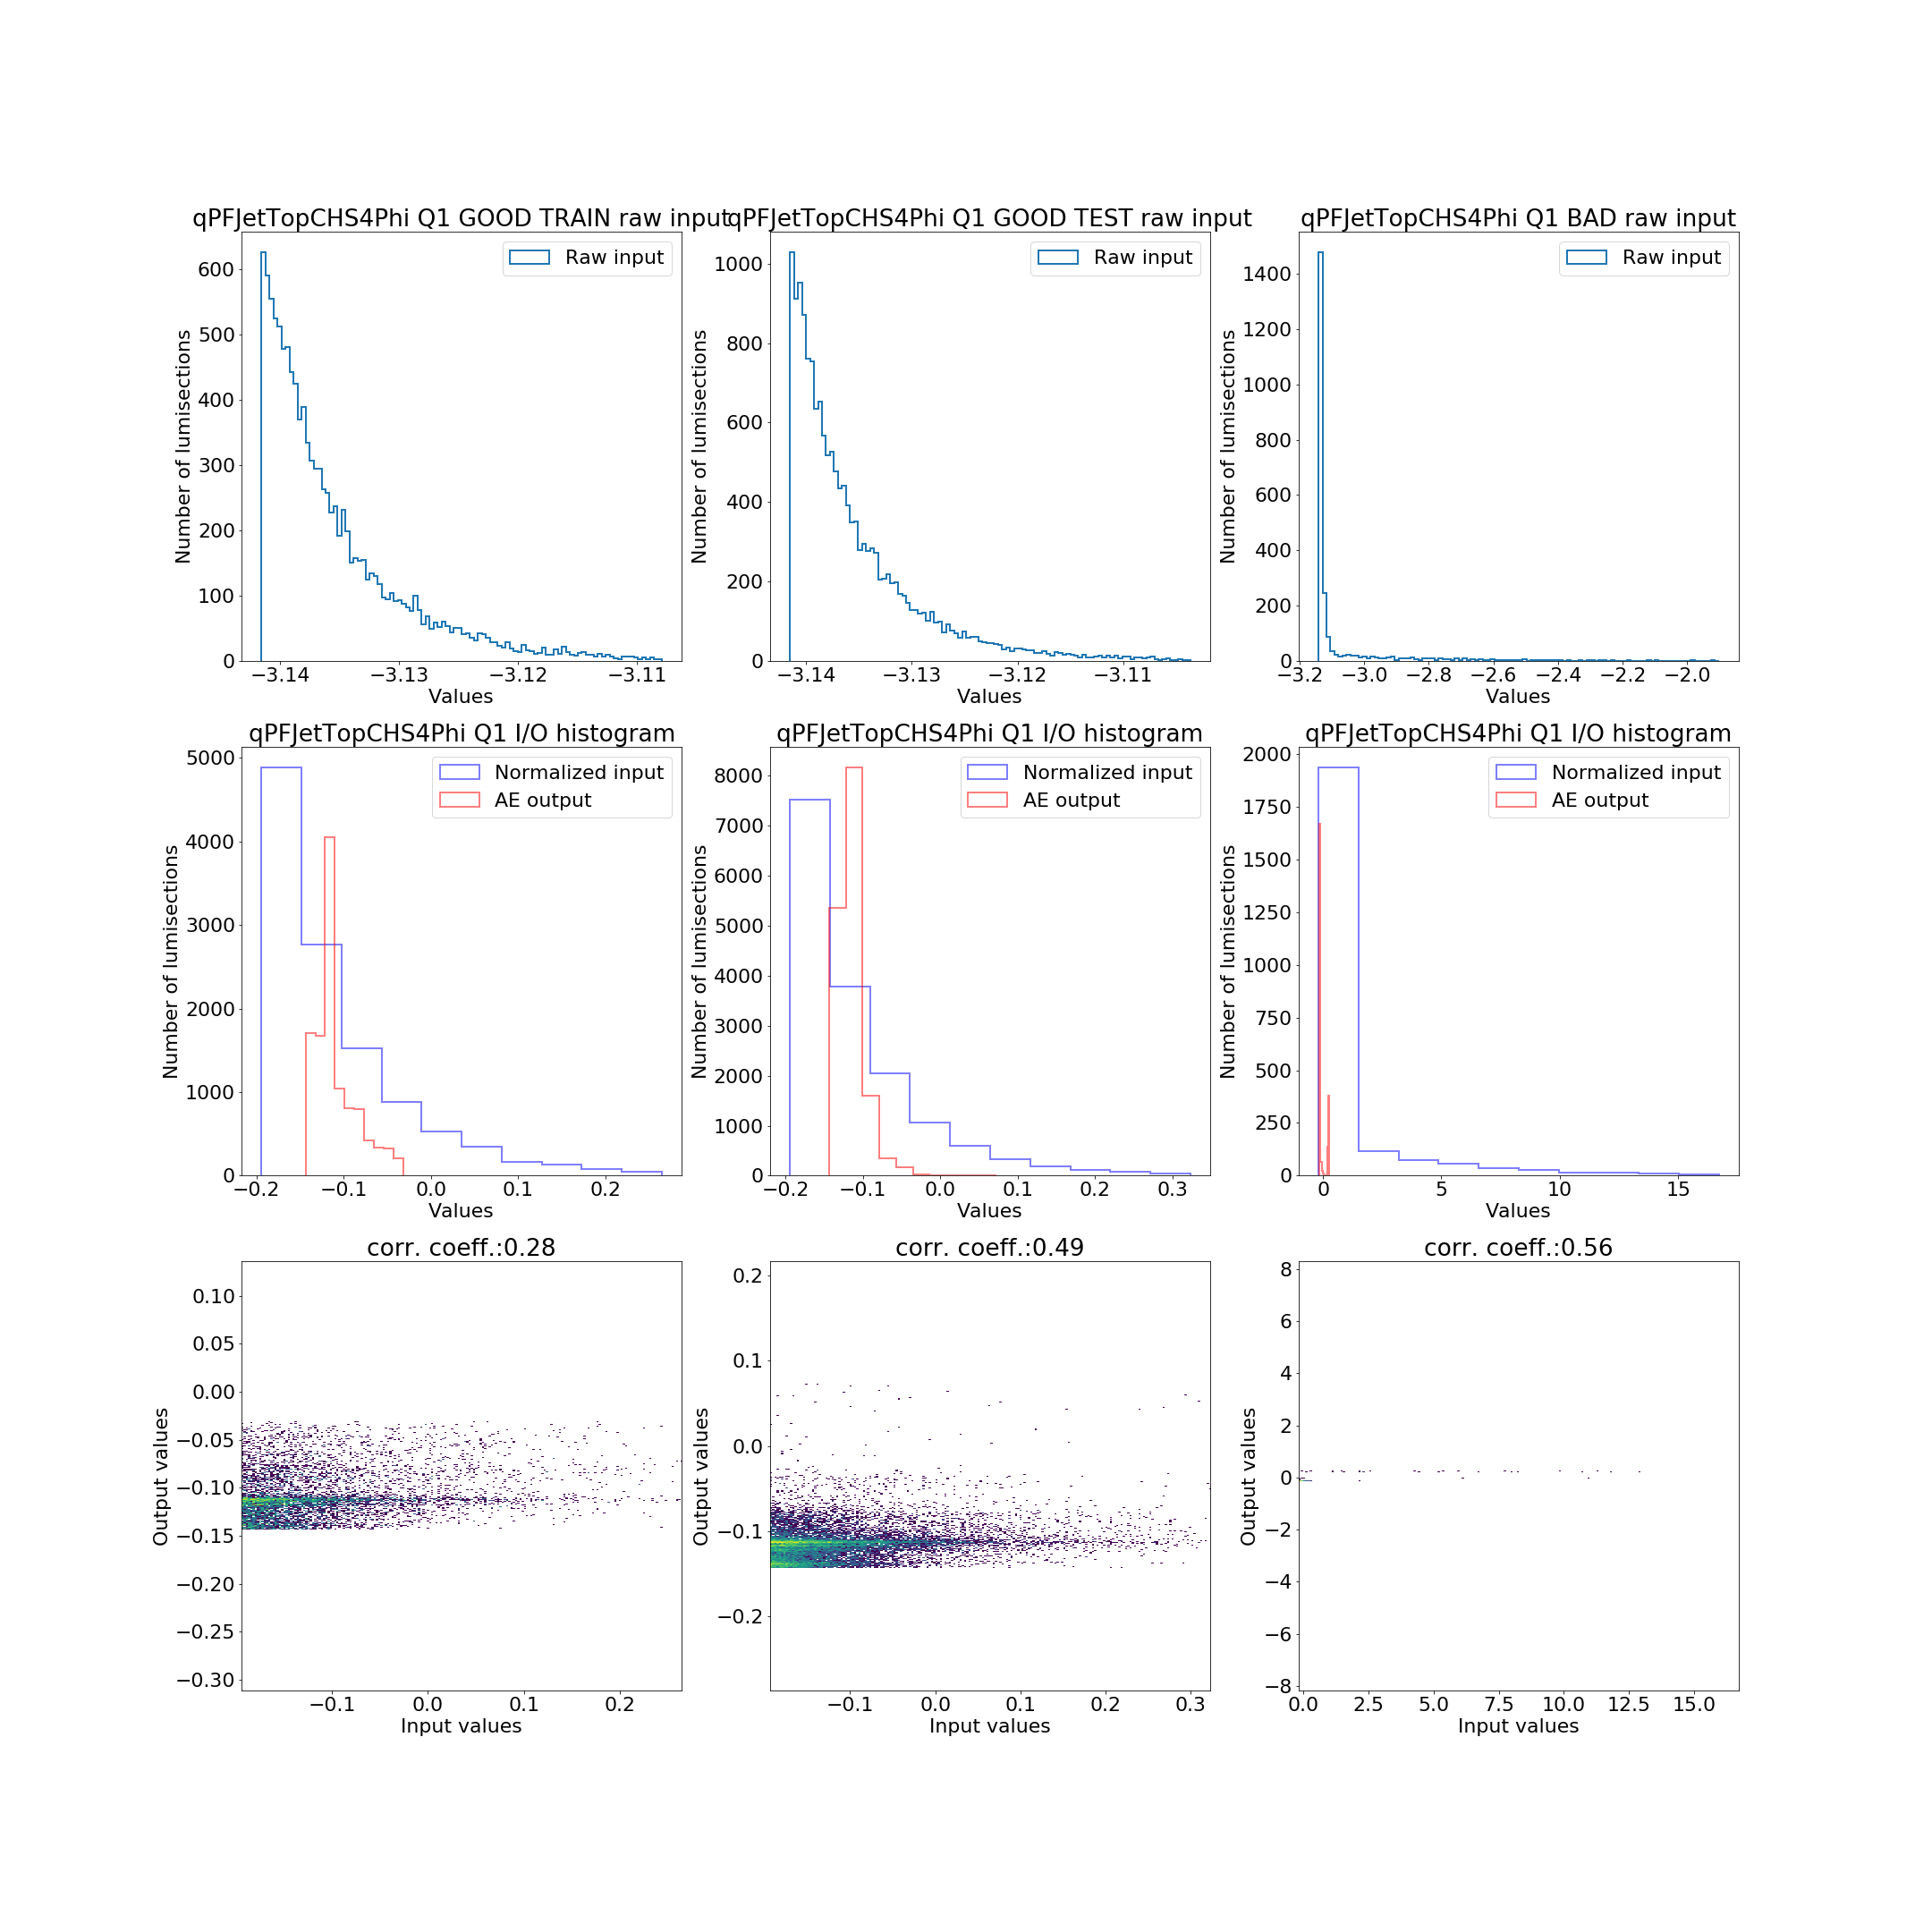 qPFJetTopCHS4Phi Q1 GOOD TRAIN raw input
Raw input
Number of lumisections
600
500
400
300
200
100
0
−3.14 −3.13 −3.12 −3.11
Values
qPFJetTopCHS4Phi Q1 GOOD TEST raw input
Raw input
Number of lumisections
1000
800
600
400
200
0
−3.14 −3.13 −3.12 −3.11
Values
qPFJetTopCHS4Phi Q1 BAD raw input
Raw input
Number of lumisections
1400
1200
1000
800
600
400
200
0
−3.2 −3.0 −2.8 −2.6 −2.4 −2.2 −2.0
Values
qPFJetTopCHS4Phi Q1 I/O histogram
Normalized input
AE output
Number of lumisections
5000
4000
3000
2000
1000
0
−0.2 −0.1 0.0 0.1 0.2
Values
qPFJetTopCHS4Phi Q1 I/O histogram
Normalized input
AE output
Number of lumisections
8000
7000
6000
5000
4000
3000
2000
1000
0
−0.2 −0.1 0.0 0.1 0.2 0.3
Values
qPFJetTopCHS4Phi Q1 I/O histogram
Normalized input
AE output
Number of lumisections
2000
1750
1500
1250
1000
750
500
250
0
0 5 10 15
Values
corr. coeff.:0.28
Output values
0.10
0.05
0.00
−0.05
−0.10
−0.15
−0.20
−0.25
−0.30
−0.1 0.0 0.1 0.2
Input values
corr. coeff.:0.49
Output values
0.2
0.1
0.0
−0.1
−0.2
−0.1 0.0 0.1 0.2 0.3
Input values
corr. coeff.:0.56
Output values
8
6
4
2
0
−2
−4
−6
−8
0.0 2.5 5.0 7.5 10.0 12.5 15.0
Input values